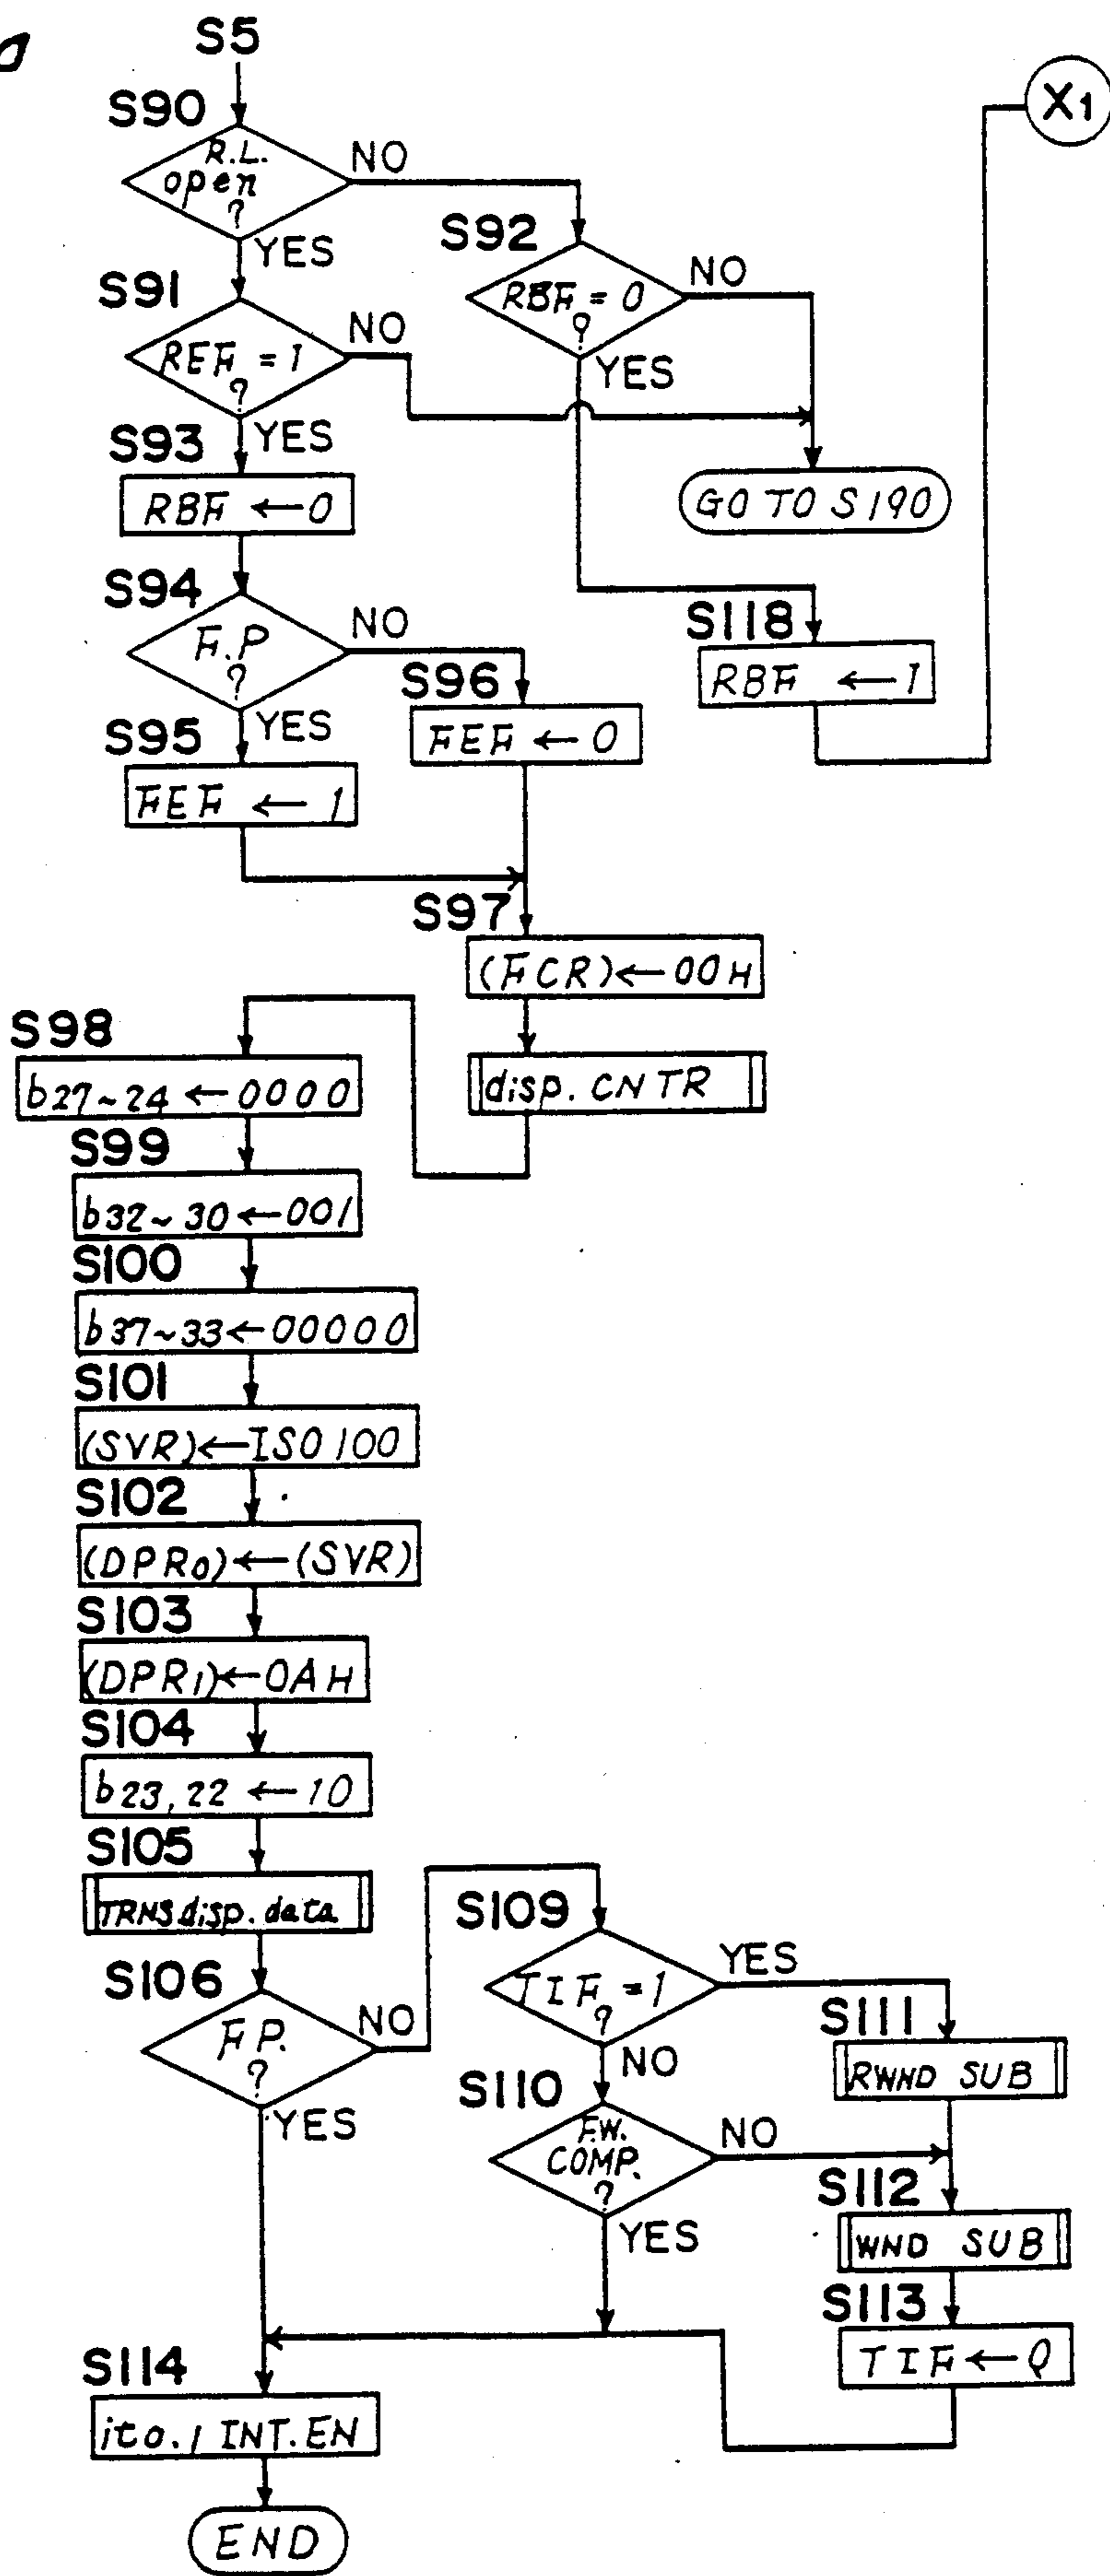 S5
X1
S90
R.L.
open
?
NO
YES
S92
RBF = 0
?
NO
YES
S91
REF = 1
?
NO
YES
GO TO S190
S93
RBF ← 0
S94
F.P
?
NO
YES
S118
RBF ← 1
S96
FEF ← 0
S95
FEF ← 1
S97
(FCR) ← 00H
disp. CNTR
S98
b27~24 ← 0000
S99
b32~30 ← 001
S100
b37~33 ← 00000
S101
(SVR) ← ISO 100
S102
(DPR0) ← (SVR)
S103
(DPR1) ← 0AH
S104
b23, 22 ← 10
S105
TRNS disp. data
S106
F P.
?
NO
YES
S109
TIF = 1
?
YES
NO
S111
RWND SUB
S110
F.W.
COMP.
?
NO
YES
S112
WND SUB
S113
TIF ← 0
S114
ito.1 INT.EN
END